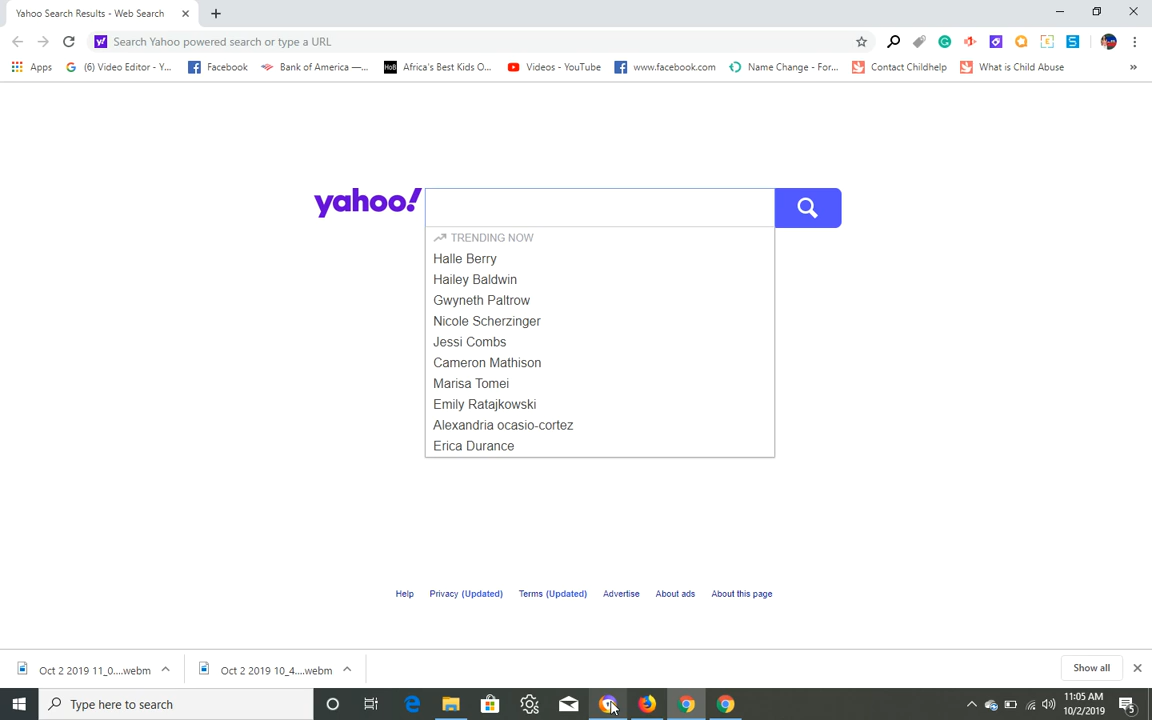 Yahoo Search Results - Web Search
Search Yahoo powered search or type a URL
Apps
(6) Video Editor - Y...
Facebook
Bank of America —...
HoB
Africa's Best Kids O...
Videos - YouTube
www.facebook.com
Name Change - For...
Contact Childhelp
What is Child Abuse
yahoo!
TRENDING NOW
Halle Berry
Hailey Baldwin
Gwyneth Paltrow
Nicole Scherzinger
Jessi Combs
Cameron Mathison
Marisa Tomei
Emily Ratajkowski
Alexandria ocasio-cortez
Erica Durance
Help
Privacy (Updated)
Terms (Updated)
Advertise
About ads
About this page
Oct 2 2019 11_0....webm
Oct 2 2019 10_4....webm
Show all
Type here to search
11:05 AM
10/2/2019
5